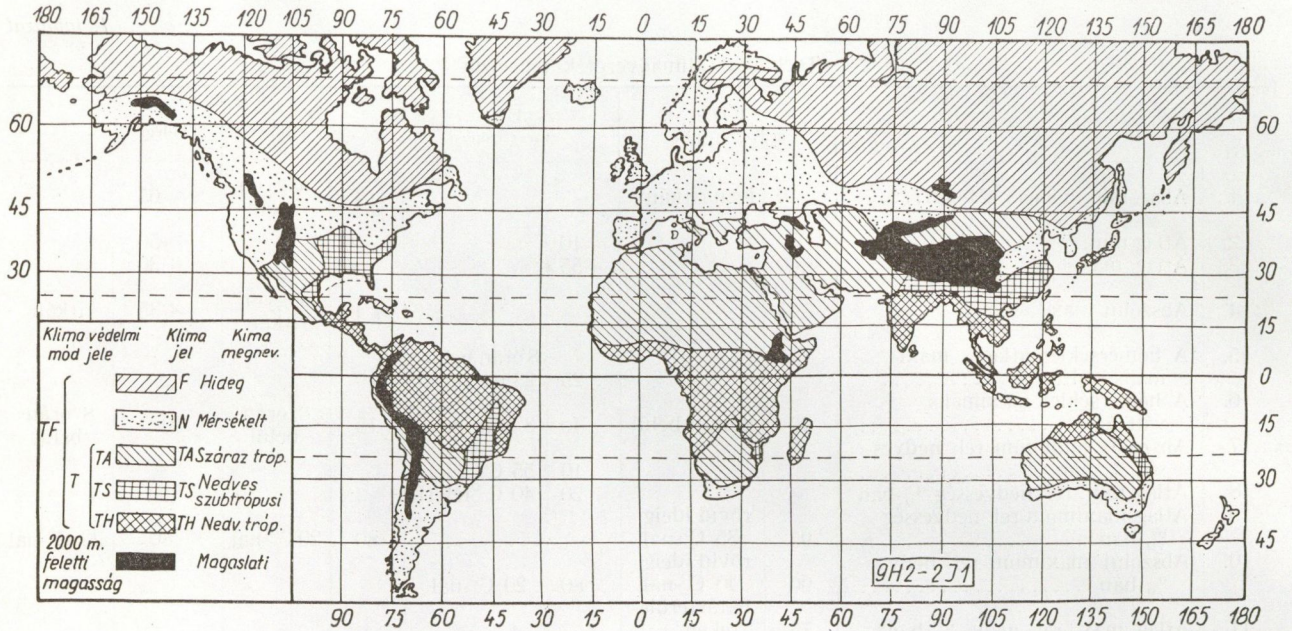 180 165 150 135 120 105 90 75 60 45 30 15 0 15 30 45 60 75 90 105 120 135 150 165 180
60 60
45 45
30 30
15
0
15
30
45
D
Klíma védelmi mód jele
Klíma jel
Kíma megnev.
TF
T
F Hideg
N Mérsékelt
TA TA Száraz tróp.
TS TS Nedves szubtrópusi
TH TH Nedv. tróp.
2000 m. feletti magasság
Magaslati
9H2-2J1
90 75 60 45 30 15 0 15 30 45 60 75 90 105 120 135 150 165 180